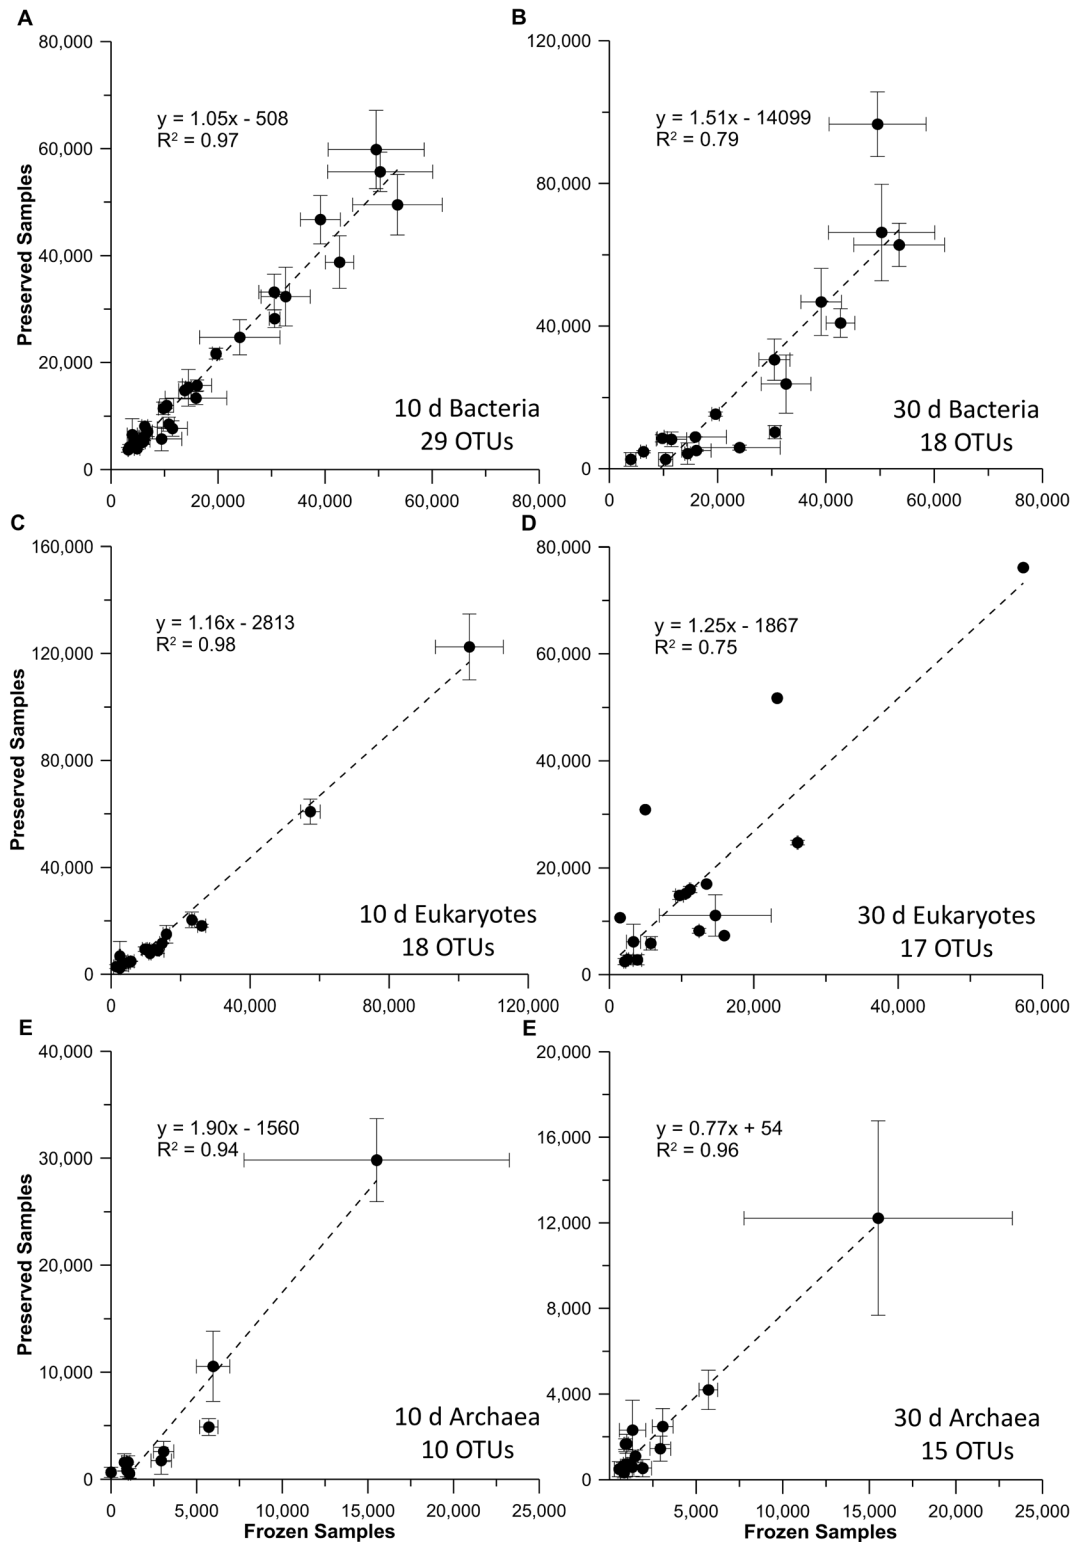 A
80,000
60,000
40,000
20,000
0
Preserved Samples
y = 1.05x - 508
R² = 0.97
10 d Bacteria
29 OTUs
0
20,000
40,000
60,000
80,000
B
120,000
80,000
40,000
0
y = 1.51x - 14099
R² = 0.79
30 d Bacteria
18 OTUs
20,000
40,000
60,000
80,000
C
160,000
120,000
80,000
40,000
0
Preserved Samples
y = 1.16x - 2813
R² = 0.98
10 d Eukaryotes
18 OTUs
0
40,000
80,000
120,000
D
80,000
60,000
40,000
20,000
0
y = 1.25x - 1867
R² = 0.75
30 d Eukaryotes
17 OTUs
0
20,000
40,000
60,000
E
40,000
30,000
20,000
10,000
0
Preserved Samples
y = 1.90x - 1560
R² = 0.94
10 d Archaea
10 OTUs
0
5,000
10,000
15,000
20,000
25,000
Frozen Samples
E
20,000
16,000
12,000
8,000
4,000
0
y = 0.77x + 54
R² = 0.96
30 d Archaea
15 OTUs
5,000
10,000
15,000
20,000
25,000
Frozen Samples